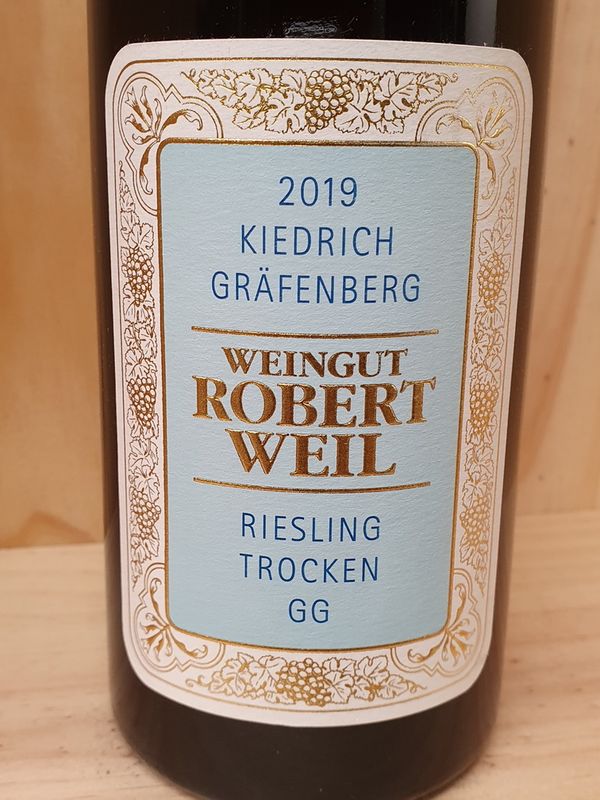 2019
KIEDRICH
GRÄFENBERG
WEINGUT
ROBERT
WEIL
RIESLING
TROCKEN
GG